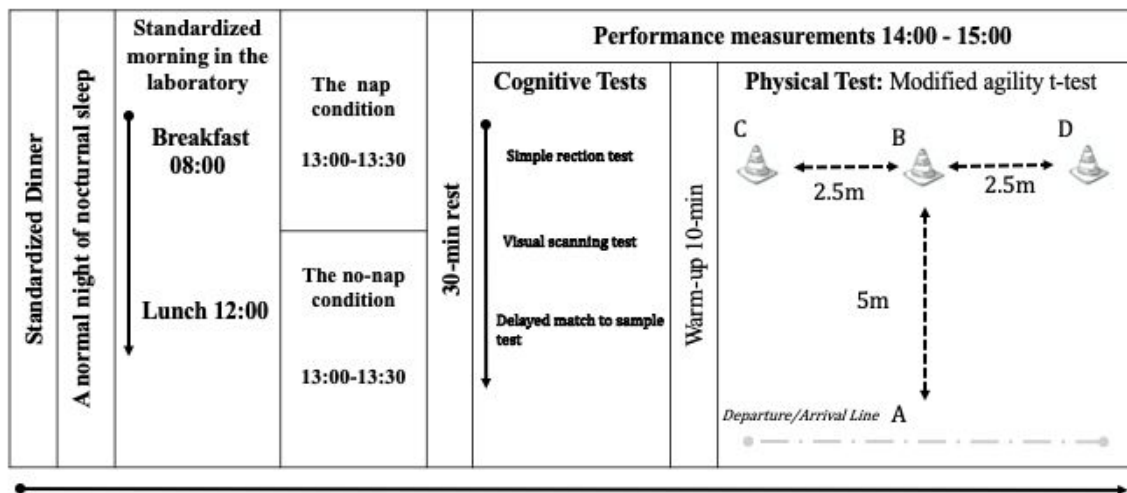 Standardized Dinner
A normal night of nocturnal sleep
Standardized
morning in the
laboratory
Breakfast
08:00
Lunch 12:00
The nap
condition
13:00-13:30
The no-nap
condition
13:00-13:30
30-min rest
Performance measurements 14:00 - 15:00
Cognitive Tests
Simple rection test
Visual scanning test
Delayed match to sample
test
Warm-up 10-min
Physical Test: Modified agility t-test
C
B
D
2.5m
2.5m
5m
Departure/Arrival Line A